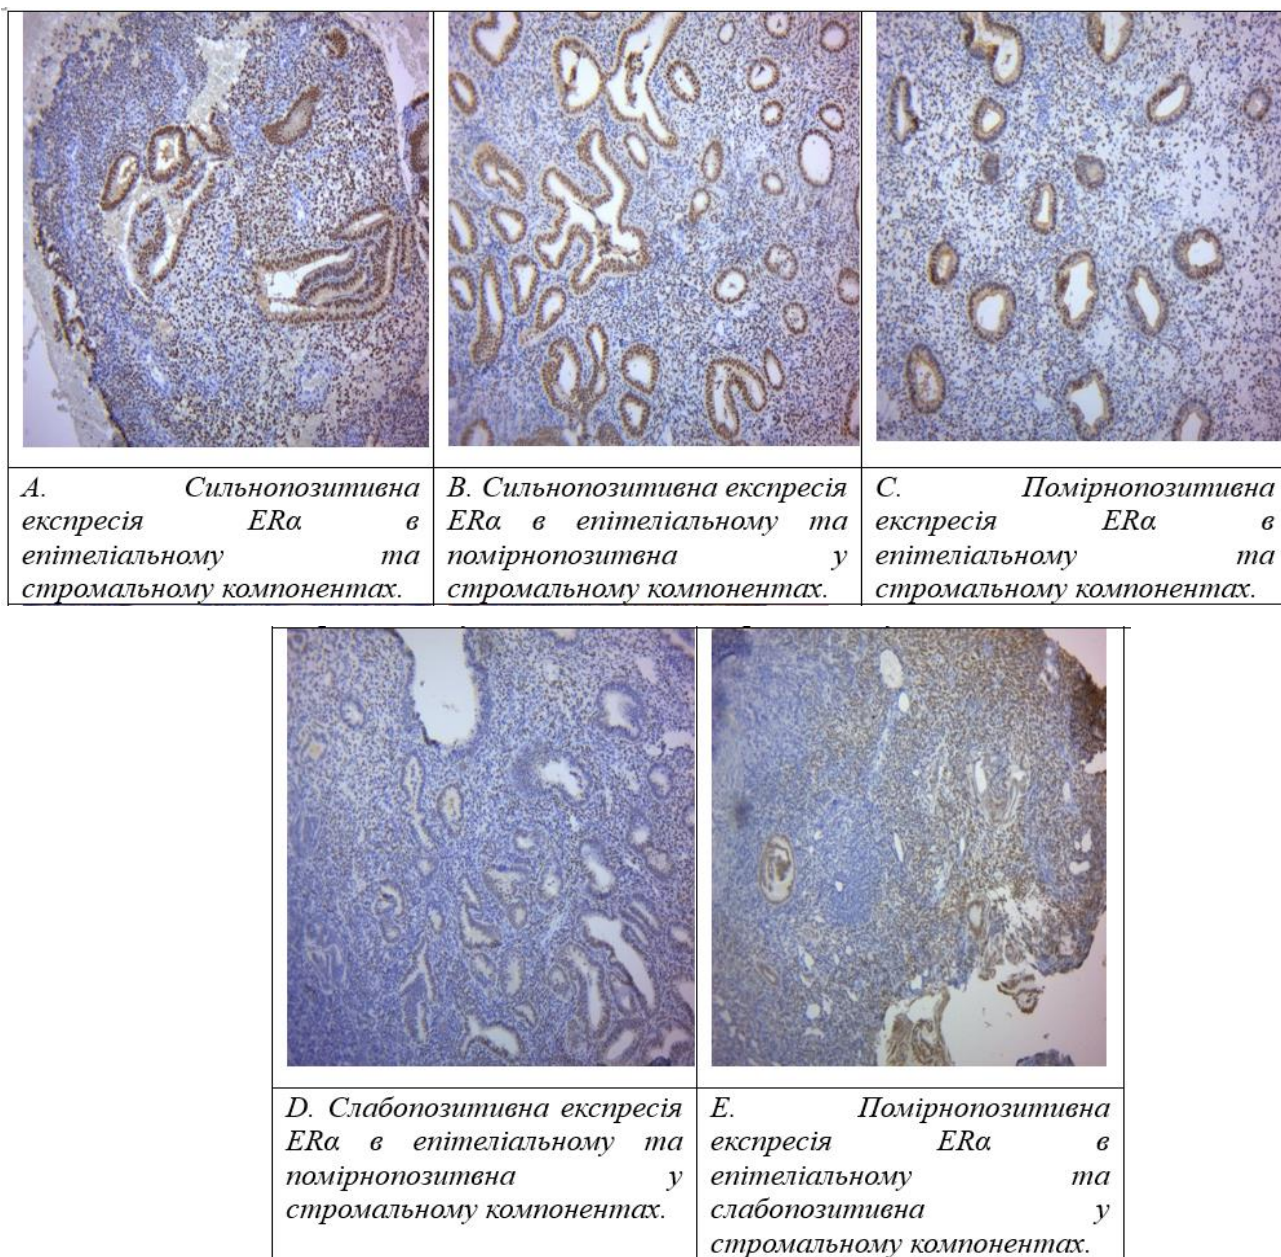 A. Сильнопозитивна
експресія ERα в
епітеліальному та
стромальному компонентах.
B. Сильнопозитивна експресія
ERα в епітеліальному та
помірнопозитвна у
стромальному компонентах.
C. Помірнопозитивна
експресія ERα в
епітеліальному та
стромальному компонентах.
D. Слабопозитивна експресія
ERα в епітеліальному та
помірнопозитвна у
стромальному компонентах.
E. Помірнопозитивна
експресія ERα в
епітеліальному та
слабопозитивна у
стромальному компонентах.